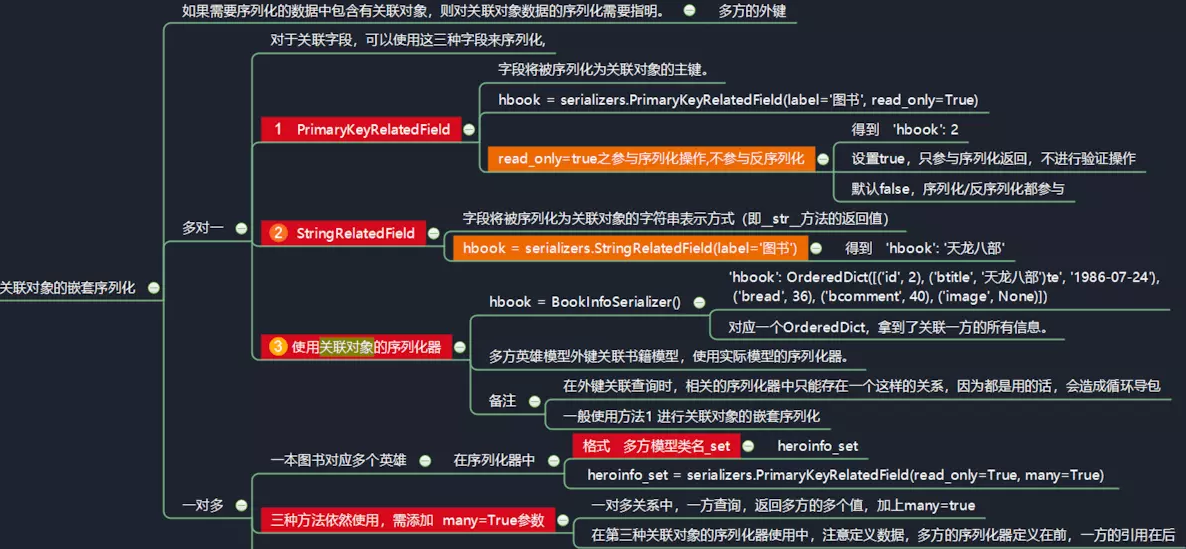 如果需要序列化的数据中包含有关联对象，则对关联对象数据的序列化需要指明。 多方的外键
对于关联字段，可以使用这三种字段来序列化,
字段将被序列化为关联对象的主键。
hbook = serializers.PrimaryKeyRelatedField(label='图书', read_only=True)
1 PrimaryKeyRelatedField
得到 'hbook': 2
read_only=true之参与序列化操作,不参与反序列化
设置true，只参与序列化返回，不进行验证操作
默认false，序列化/反序列化都参与
多对一
字段将被序列化为关联对象的字符串表示方式（即__str__方法的返回值）
2 StringRelatedField
hbook = serializers.StringRelatedField(label='图书')
得到 'hbook': '天龙八部'
关联对象的嵌套序列化
'hbook': OrderedDict([('id', 2), ('btitle', '天龙八部')te', '1986-07-24'),
('bread', 36), ('bcomment', 40), ('image', None)])
hbook = BookInfoSerializer()
对应一个OrderedDict，拿到了关联一方的所有信息。
3 使用关联对象的序列化器
多方英雄模型外键关联书籍模型，使用实际模型的序列化器。
在外键关联查询时，相关的序列化器中只能存在一个这样的关系，因为都是用的话，会造成循环导包
备注
一般使用方法1 进行关联对象的嵌套序列化
格式 多方模型类名_set
heroinfo_set
一本图书对应多个英雄
在序列化器中
heroinfo_set = serializers.PrimaryKeyRelatedField(read_only=True, many=True)
一对多
一对多关系中，一方查询，返回多方的多个值，加上many=true
三种方法依然使用，需添加 many=True参数
在第三种关联对象的序列化器使用中，注意定义数据，多方的序列化器定义在前，一方的引用在后